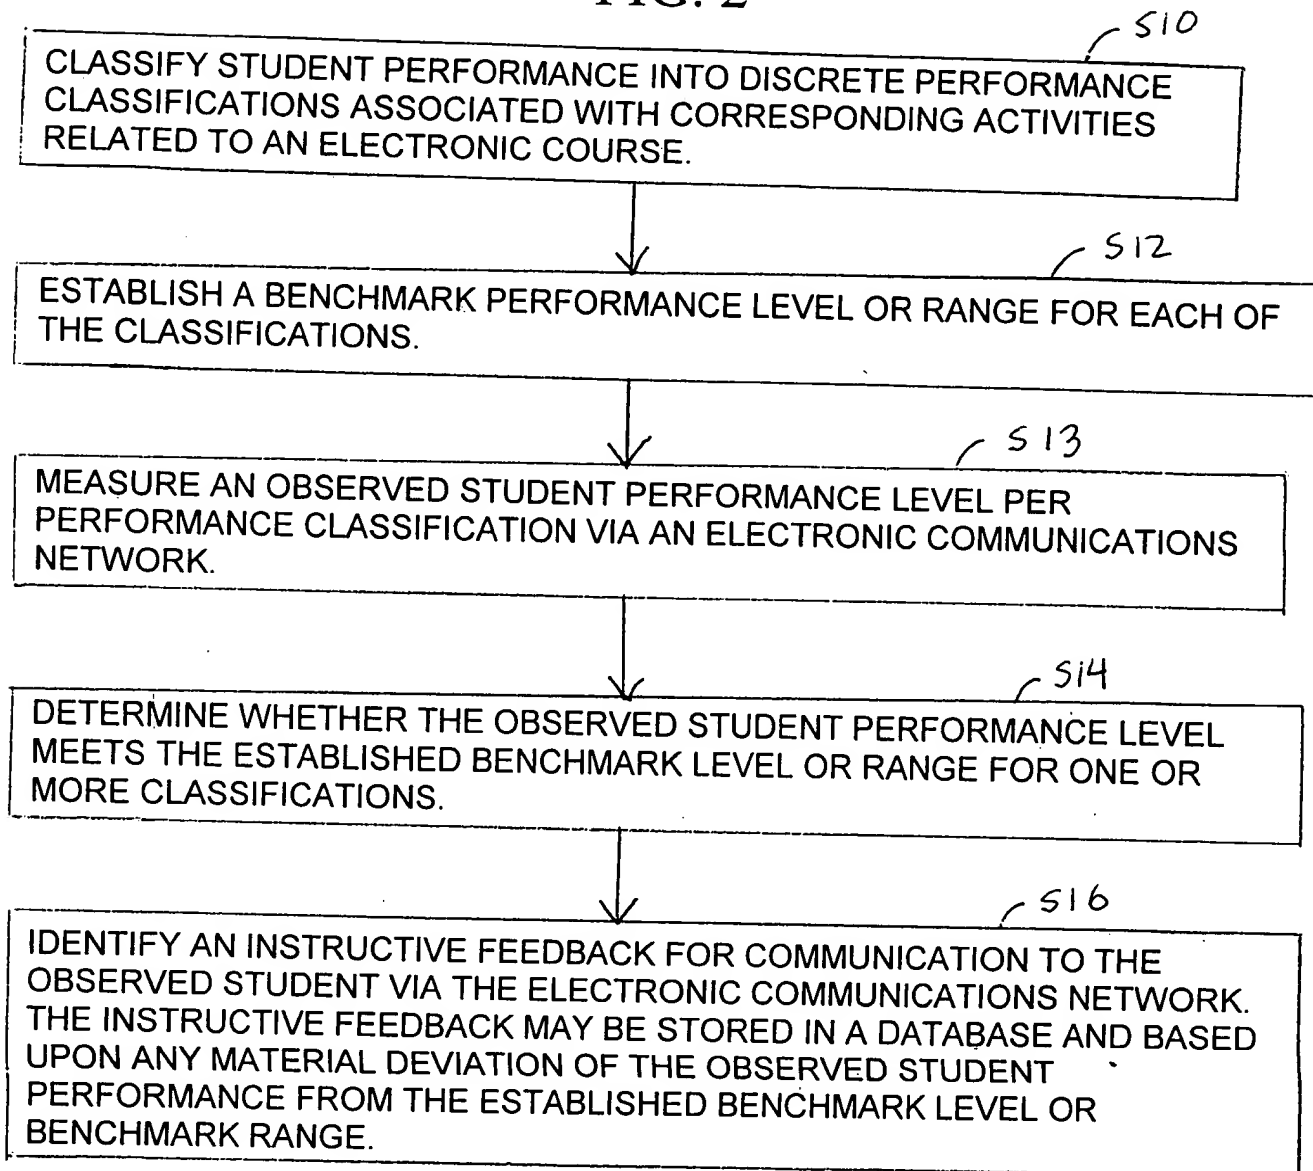 FIG. 2
S10
CLASSIFY STUDENT PERFORMANCE INTO DISCRETE PERFORMANCE
CLASSIFICATIONS ASSOCIATED WITH CORRESPONDING ACTIVITIES
RELATED TO AN ELECTRONIC COURSE.
S12
ESTABLISH A BENCHMARK PERFORMANCE LEVEL OR RANGE FOR EACH OF
THE CLASSIFICATIONS.
S13
MEASURE AN OBSERVED STUDENT PERFORMANCE LEVEL PER
PERFORMANCE CLASSIFICATION VIA AN ELECTRONIC COMMUNICATIONS
NETWORK.
S14
DETERMINE WHETHER THE OBSERVED STUDENT PERFORMANCE LEVEL
MEETS THE ESTABLISHED BENCHMARK LEVEL OR RANGE FOR ONE OR
MORE CLASSIFICATIONS.
S16
IDENTIFY AN INSTRUCTIVE FEEDBACK FOR COMMUNICATION TO THE
OBSERVED STUDENT VIA THE ELECTRONIC COMMUNICATIONS NETWORK.
THE INSTRUCTIVE FEEDBACK MAY BE STORED IN A DATABASE AND BASED
UPON ANY MATERIAL DEVIATION OF THE OBSERVED STUDENT
PERFORMANCE FROM THE ESTABLISHED BENCHMARK LEVEL OR
BENCHMARK RANGE.